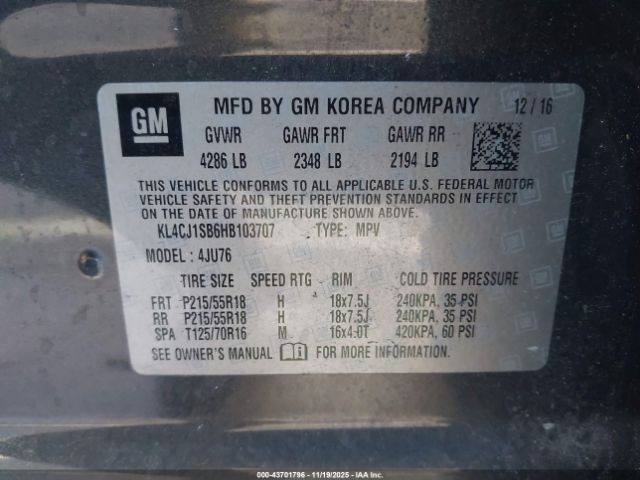 GM
MFD BY GM KOREA COMPANY 12/16
GVWR GAWR FRT GAWR RR
4286 LB 2348 LB 2194 LB
THIS VEHICLE CONFORMS TO ALL APPLICABLE U.S. FEDERAL MOTOR
VEHICLE SAFETY AND THEFT PREVENTION STANDARDS IN EFFECT
ON THE DATE OF MANUFACTURE SHOWN ABOVE.
KL4CJ1SB6HB103707 TYPE: MPV
MODEL : 4JU76
TIRE SIZE SPEED RTG RIM COLD TIRE PRESSURE
FRT P215/55R18 H 18x7.5J 240KPA, 35 PSI
RR P215/55R18 H 18x7.5J 240KPA, 35 PSI
SPA T125/70R16 M 16x4.0T 420KPA, 60 PSI
SEE OWNER'S MANUAL FOR MORE INFORMATION.
000-43701796 - 11/19/2025 - IAA